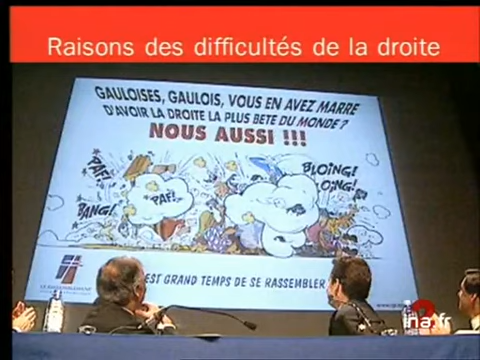 Raisons des difficultés de la droite
GAULOISES, GAULOIS, VOUS EN AVEZ MARRE
D'AVOIR LA DROITE LA PLUS BETE DU MONDE ?
NOUS AUSSI !!!
PAF!
BLOING!
OING!
PAF!
BANG!
EST GRAND TEMPS DE SE RASSEMBLER
ina.fr